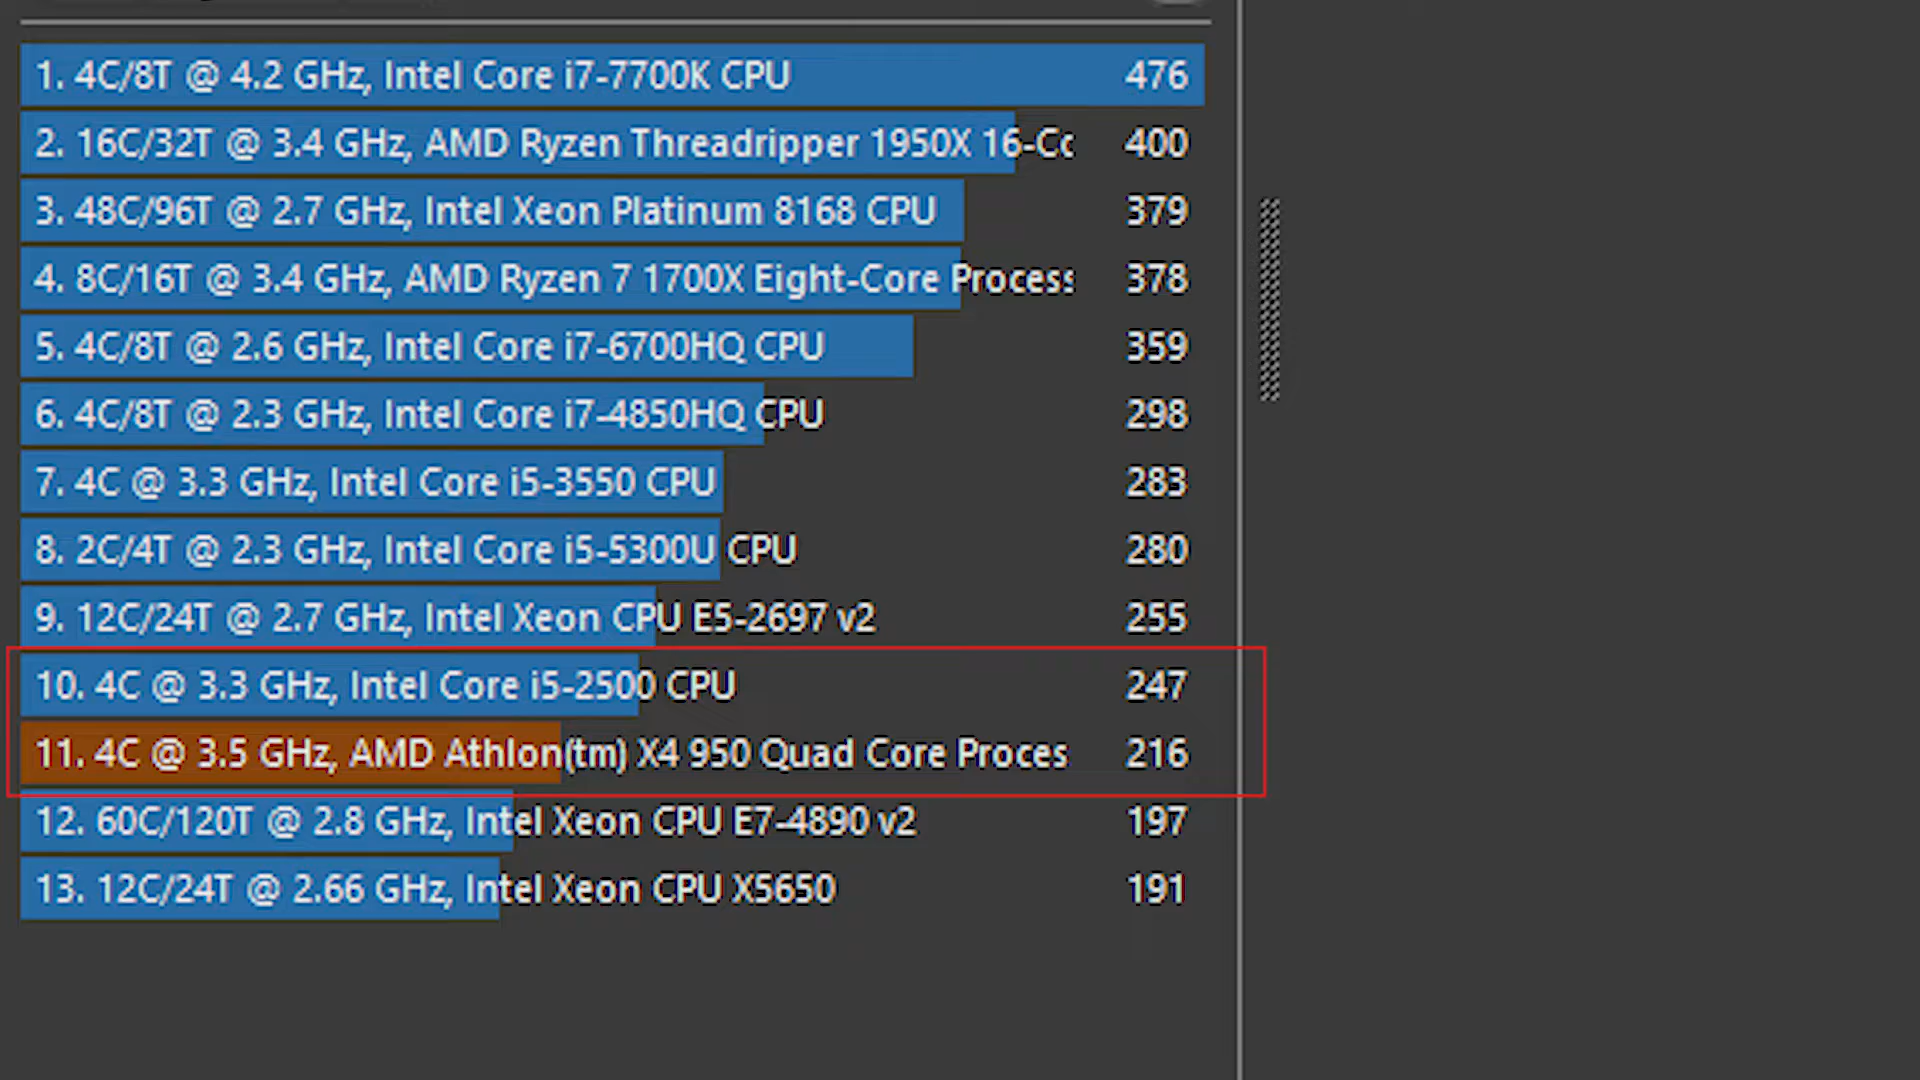 1. 4C/8T @ 4.2 GHz, Intel Core i7-7700K CPU 476
2. 16C/32T @ 3.4 GHz, AMD Ryzen Threadripper 1950X 16-Cc 400
3. 48C/96T @ 2.7 GHz, Intel Xeon Platinum 8168 CPU 379
4. 8C/16T @ 3.4 GHz, AMD Ryzen 7 1700X Eight-Core Process 378
5. 4C/8T @ 2.6 GHz, Intel Core i7-6700HQ CPU 359
6. 4C/8T @ 2.3 GHz, Intel Core i7-4850HQ CPU 298
7. 4C @ 3.3 GHz, Intel Core i5-3550 CPU 283
8. 2C/4T @ 2.3 GHz, Intel Core i5-5300U CPU 280
9. 12C/24T @ 2.7 GHz, Intel Xeon CPU E5-2697 v2 255
10. 4C @ 3.3 GHz, Intel Core i5-2500 CPU 247
11. 4C @ 3.5 GHz, AMD Athlon(tm) X4 950 Quad Core Proces 216
12. 60C/120T @ 2.8 GHz, Intel Xeon CPU E7-4890 v2 197
13. 12C/24T @ 2.66 GHz, Intel Xeon CPU X5650 191